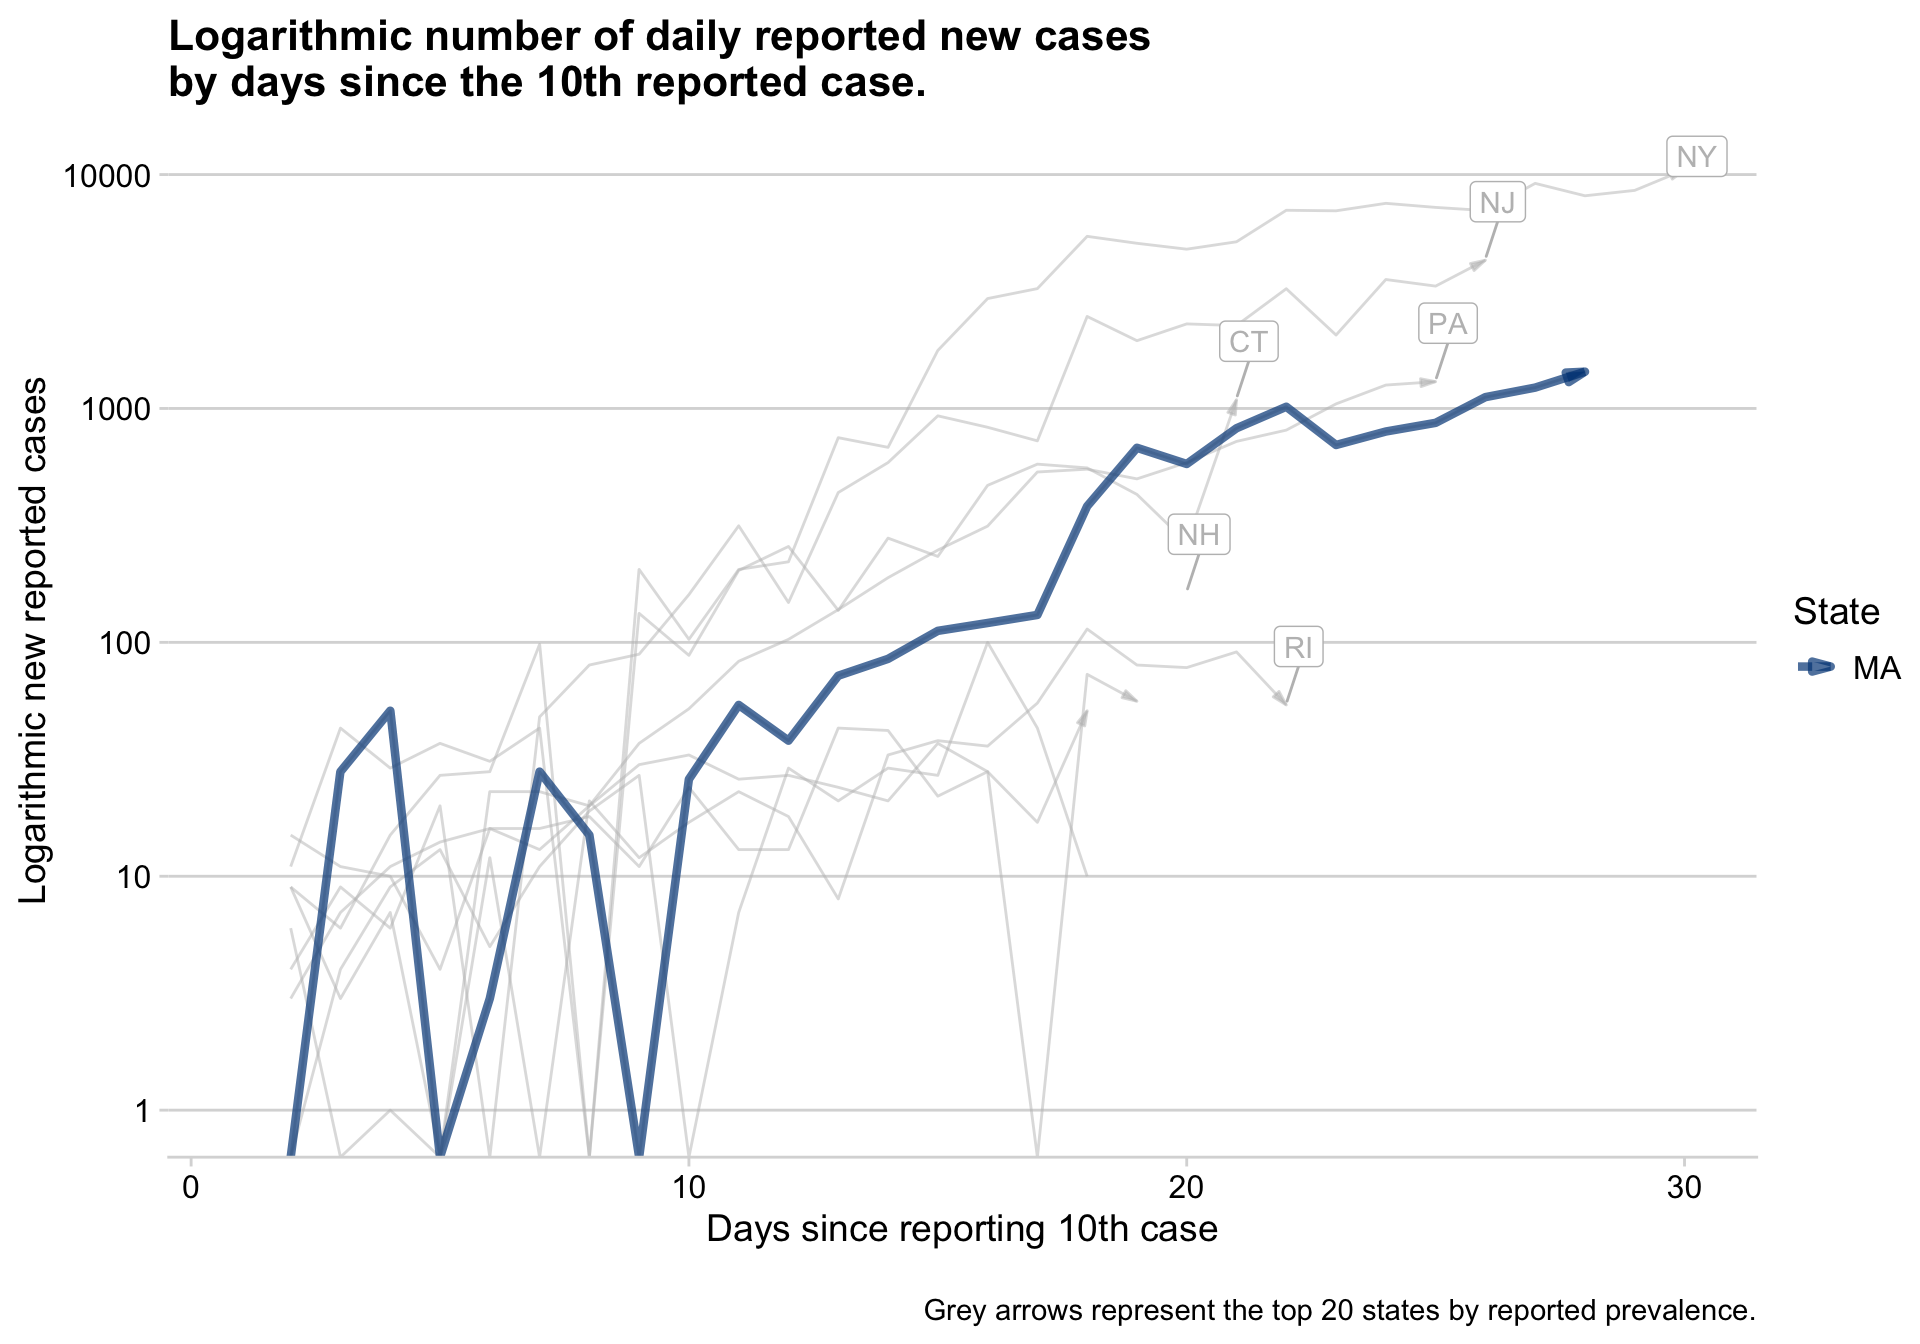 Logarithmic number of daily reported new cases
by days since the 10th reported case.
10000
1000
100
10
1
Logarithmic new reported cases
NY
NJ
PA
CT
NH
RI
State
MA
0 10 20 30
Days since reporting 10th case
Grey arrows represent the top 20 states by reported prevalence.